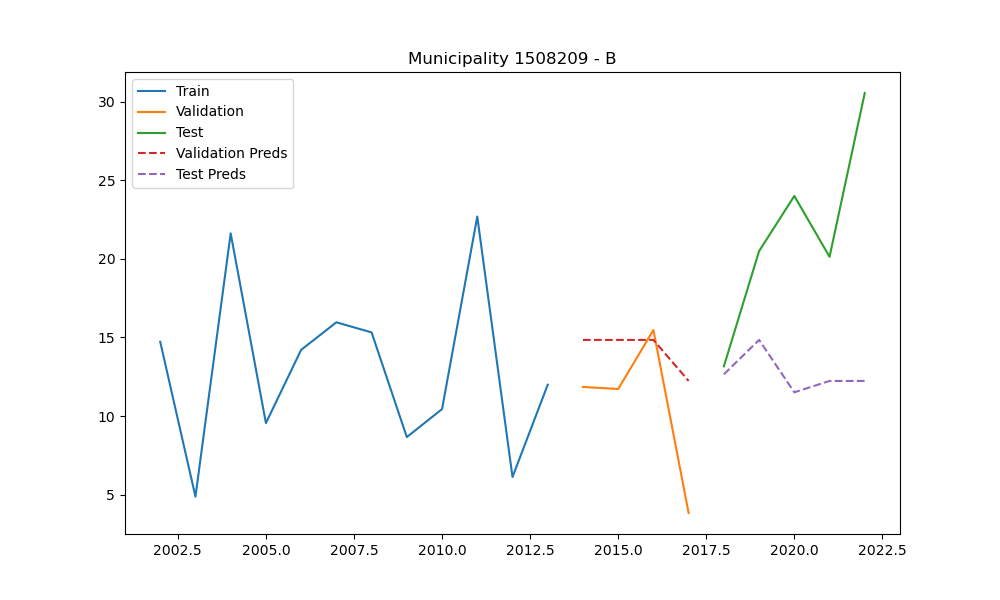 Municipality 1508209 - B
Train
Validation
Test
Validation Preds
Test Preds
30
25
20
15
10
5
2002.5 2005.0 2007.5 2010.0 2012.5 2015.0 2017.5 2020.0 2022.5